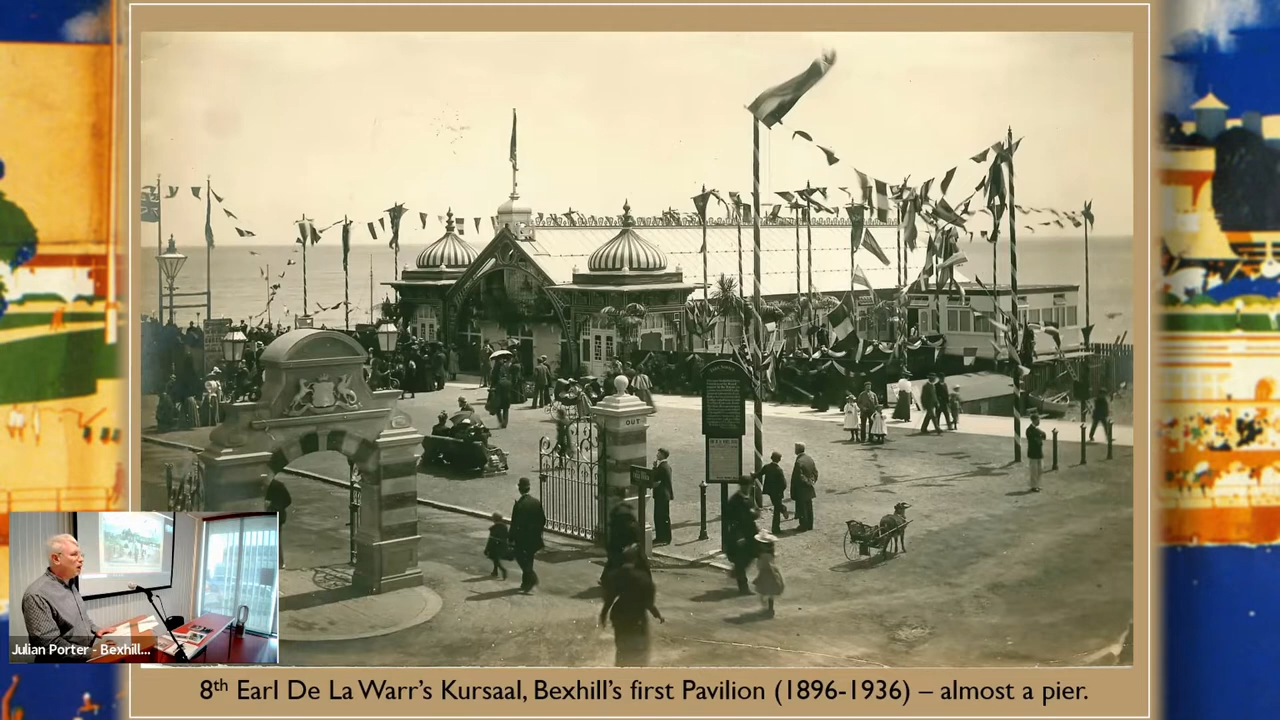 OUT
Julian Porter - Bexhill...
8th Earl De La Warr's Kursaal, Bexhill's first Pavilion (1896-1936) – almost a pier.